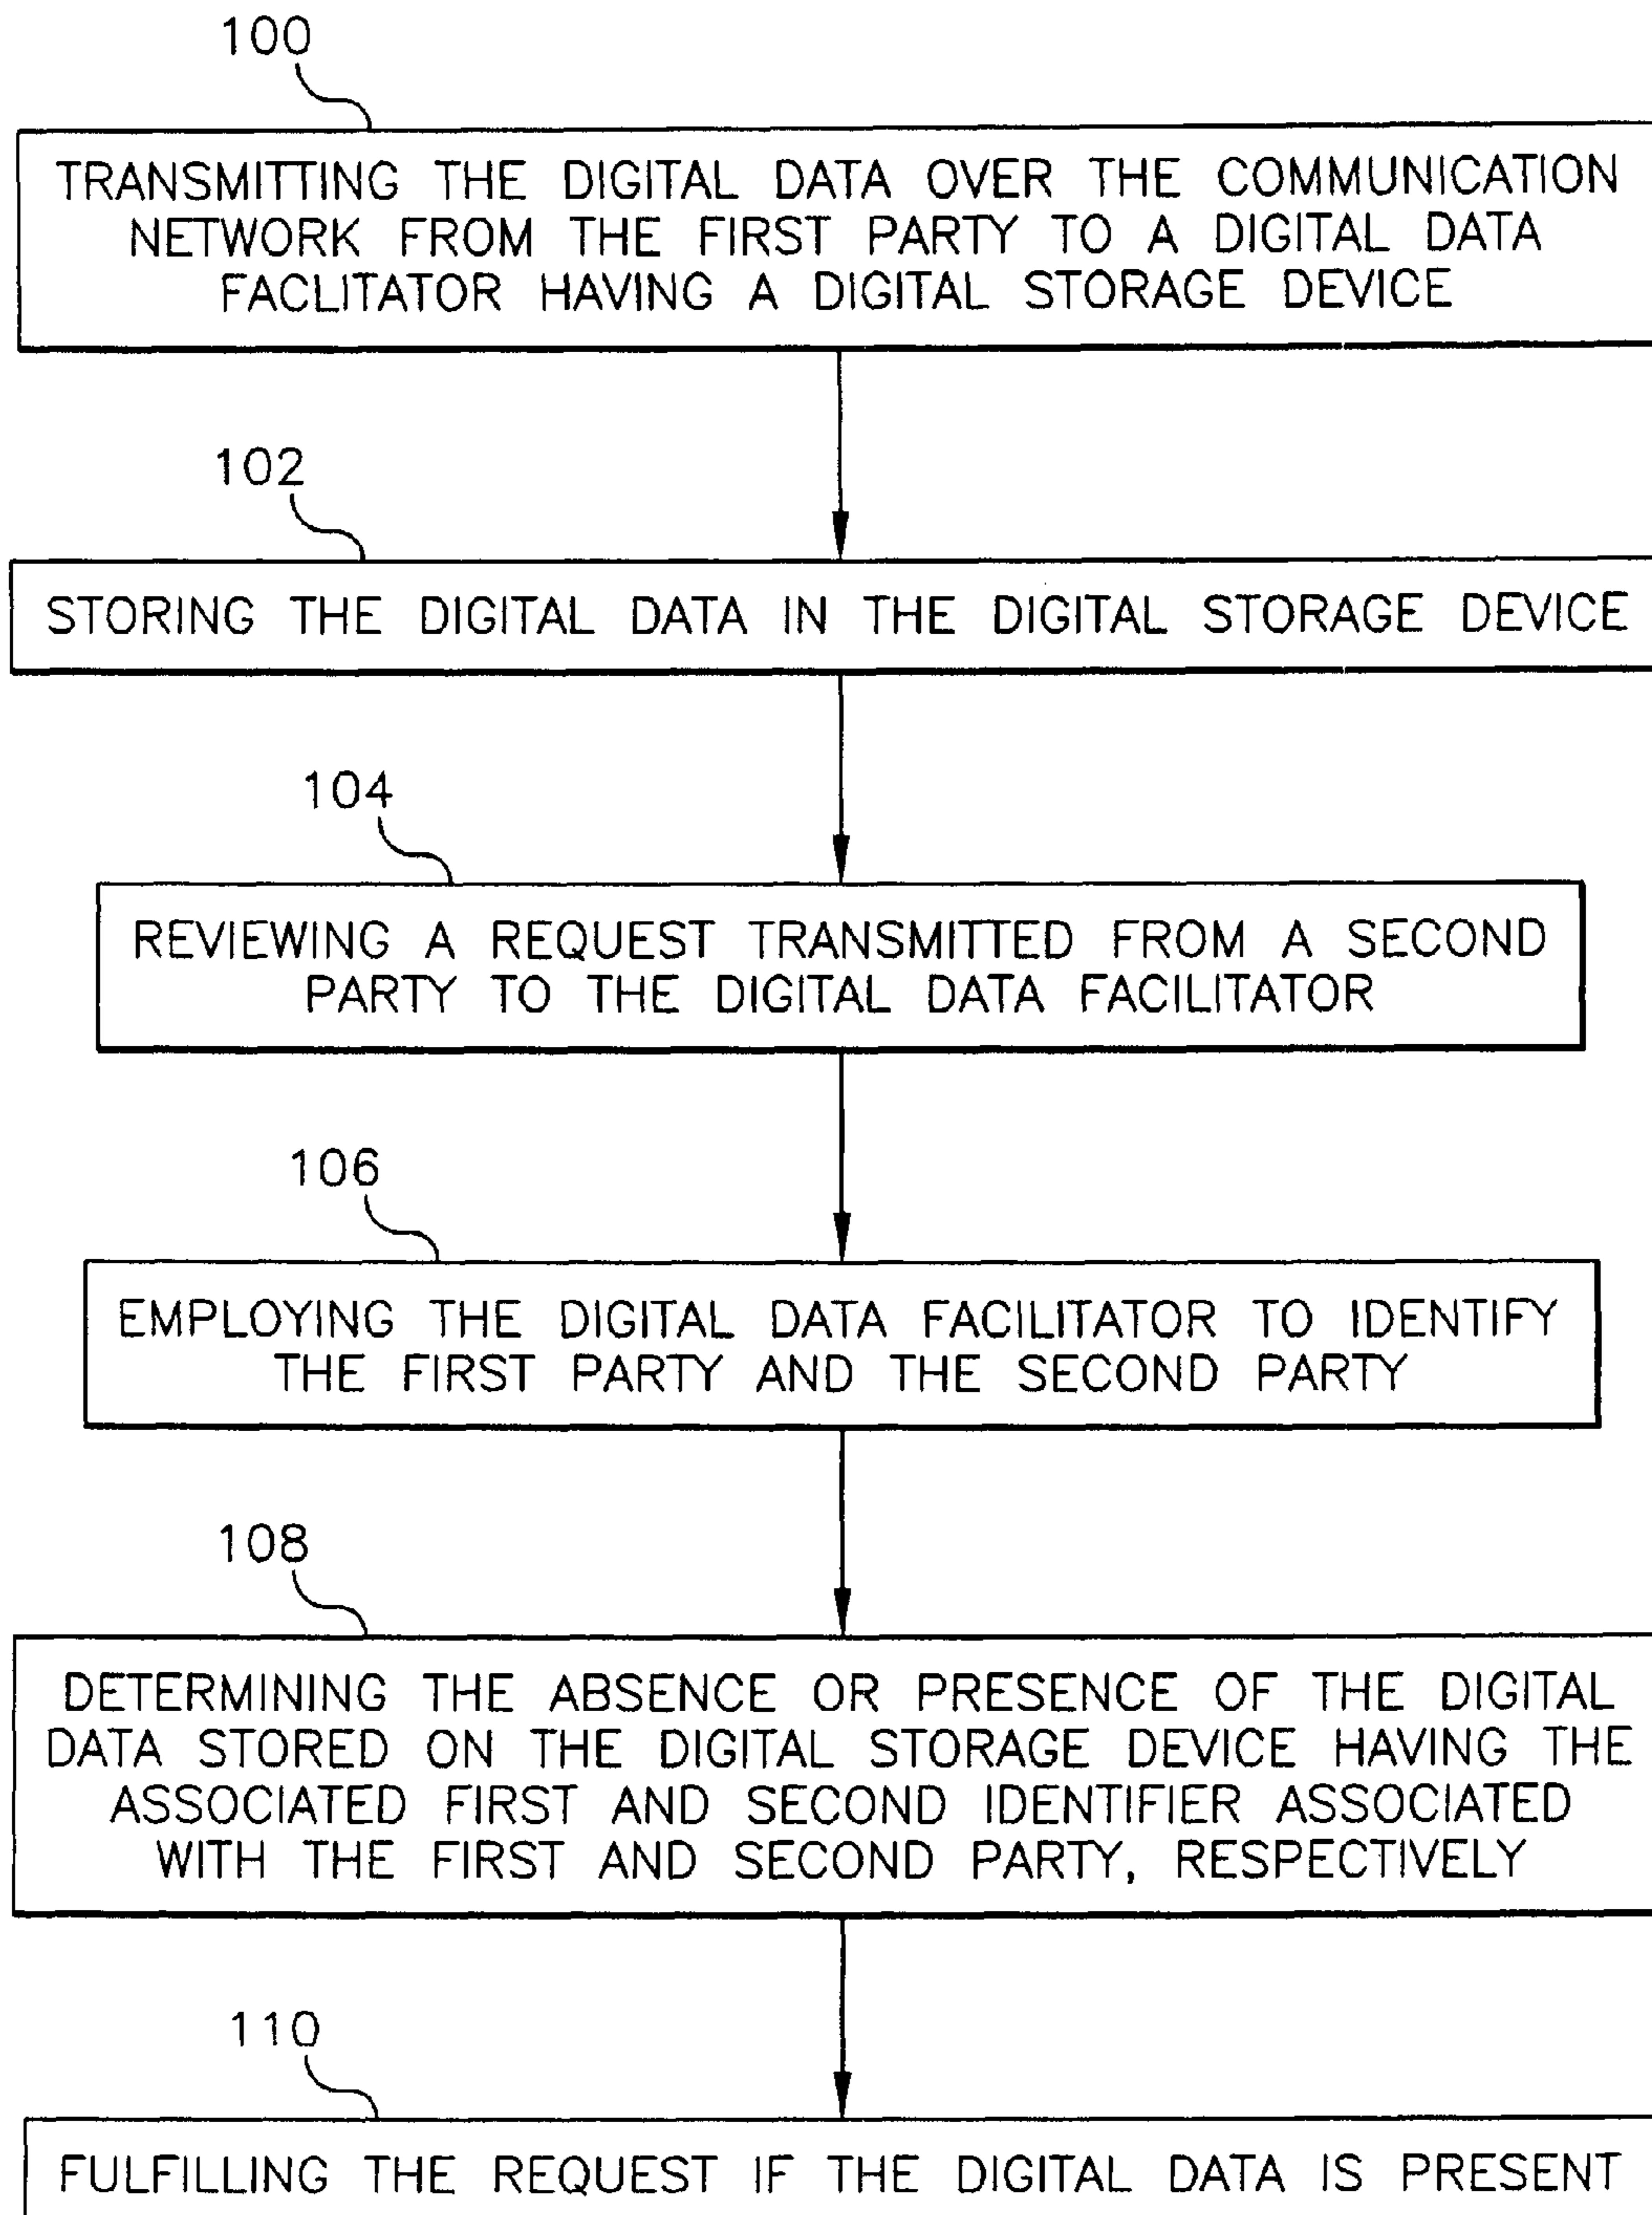 100
TRANSMITTING THE DIGITAL DATA OVER THE COMMUNICATION
NETWORK FROM THE FIRST PARTY TO A DIGITAL DATA
FACLITATOR HAVING A DIGITAL STORAGE DEVICE
102
STORING THE DIGITAL DATA IN THE DIGITAL STORAGE DEVICE
104
REVIEWING A REQUEST TRANSMITTED FROM A SECOND
PARTY TO THE DIGITAL DATA FACILITATOR
106
EMPLOYING THE DIGITAL DATA FACILITATOR TO IDENTIFY
THE FIRST PARTY AND THE SECOND PARTY
108
DETERMINING THE ABSENCE OR PRESENCE OF THE DIGITAL
DATA STORED ON THE DIGITAL STORAGE DEVICE HAVING THE
ASSOCIATED FIRST AND SECOND IDENTIFIER ASSOCIATED
WITH THE FIRST AND SECOND PARTY, RESPECTIVELY
110
FULFILLING THE REQUEST IF THE DIGITAL DATA IS PRESENT